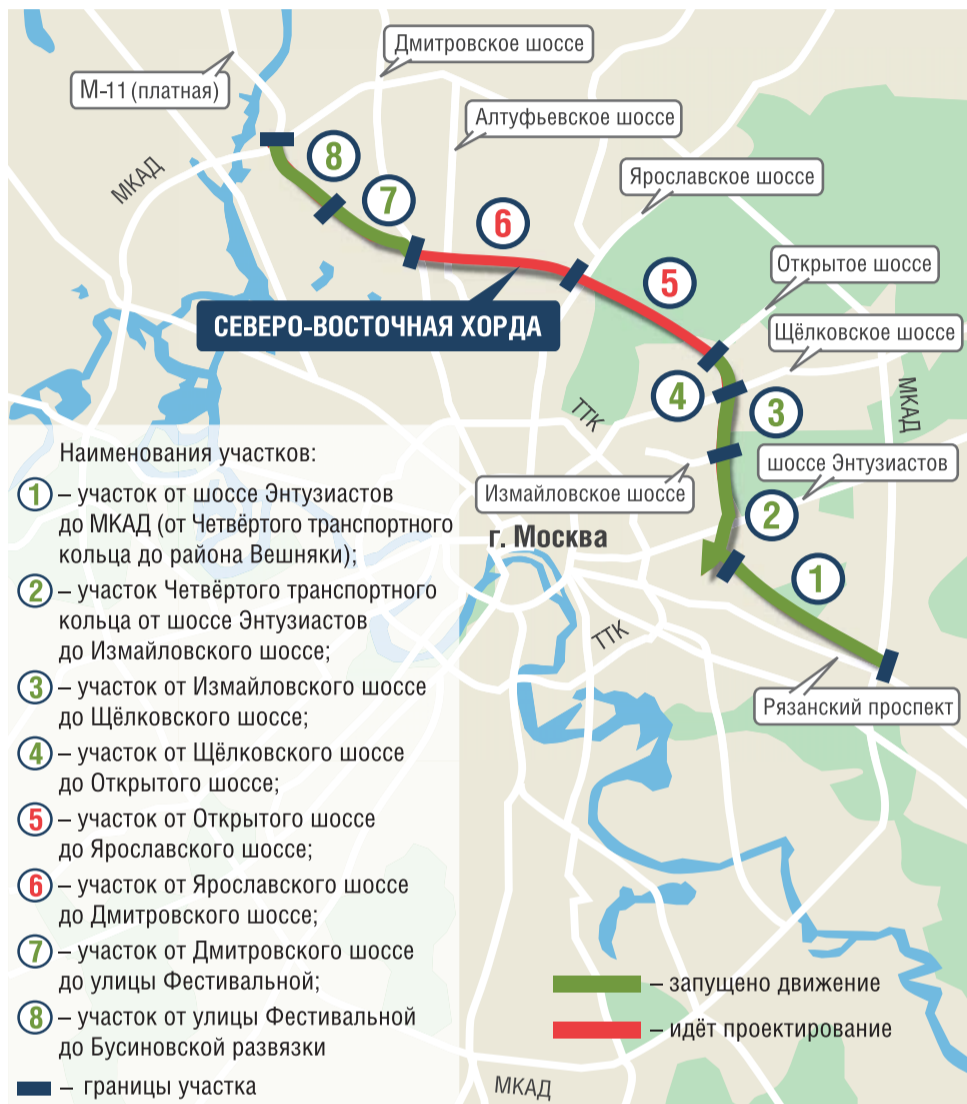 Дмитровское шоссе
М-11 (платная)
Алтуфьевское шоссе
МКАД
8
7
6
Ярославское шоссе
5
Открытое шоссе
СЕВЕРО-ВОСТОЧНАЯ ХОРДА
Щёлковское шоссе
4
3
МКАД
ТТК
шоссе Энтузиастов
Измайловское шоссе
2
г. Москва
1
ТТК
Рязанский проспект
Наименования участков:
1 – участок от шоссе Энтузиастов
до МКАД (от Четвёртого транспортного
кольца до района Вешняки);
2 – участок Четвёртого транспортного
кольца от шоссе Энтузиастов
до Измайловского шоссе;
3 – участок от Измайловского шоссе
до Щёлковского шоссе;
4 – участок от Щёлковского шоссе
до Открытого шоссе;
5 – участок от Открытого шоссе
до Ярославского шоссе;
6 – участок от Ярославского шоссе
до Дмитровского шоссе;
7 – участок от Дмитровского шоссе
до улицы Фестивальной;
8 – участок от улицы Фестивальной
до Бусиновской развязки
– границы участка
– запущено движение
– идёт проектирование
МКАД